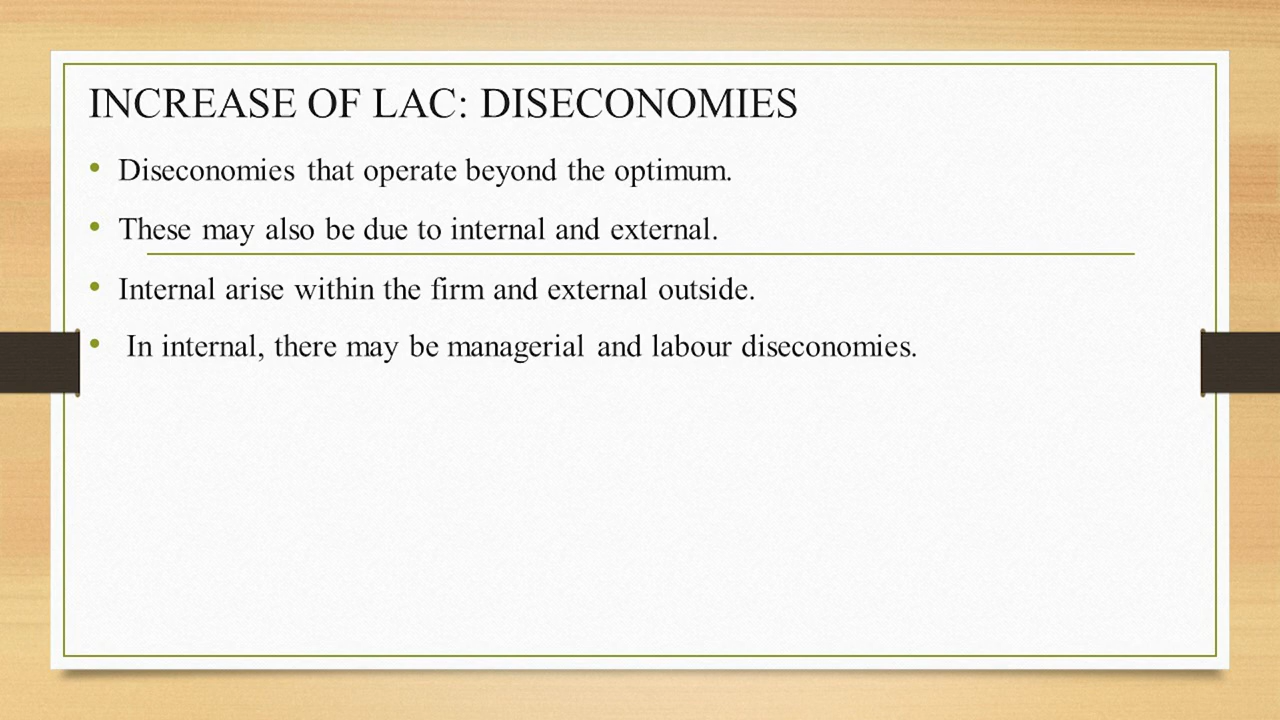 INCREASE OF LAC: DISECONOMIES
• Diseconomies that operate beyond the optimum.
• These may also be due to internal and external.
• Internal arise within the firm and external outside.
• In internal, there may be managerial and labour diseconomies.